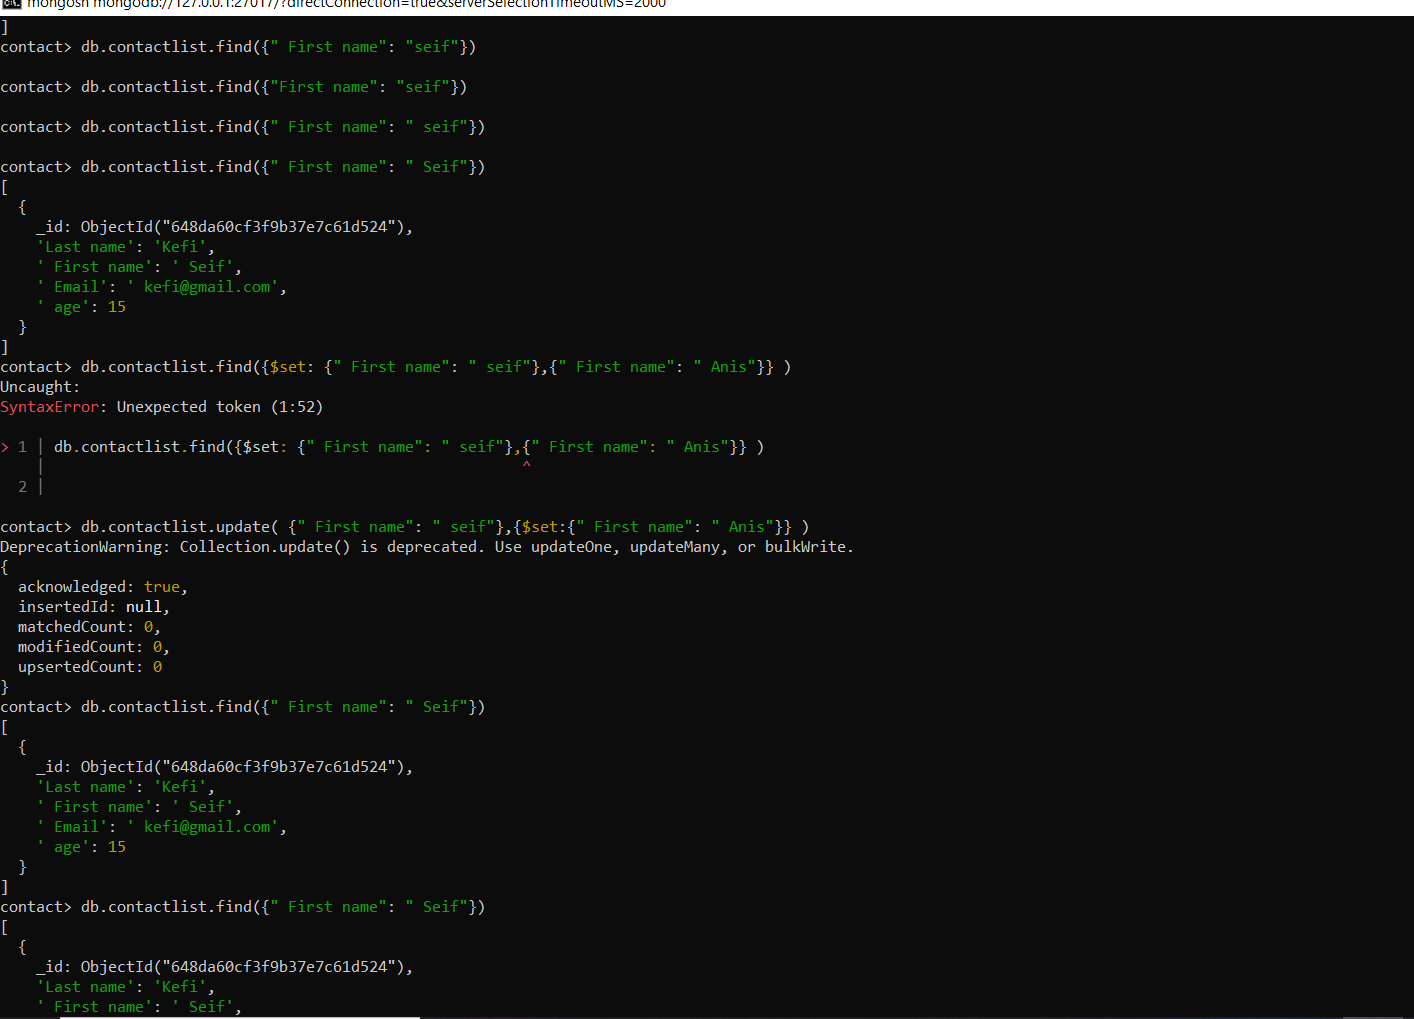 mongosh mongodb://127.0.0.1:27017/?directConnection=true&serverSelectionTimeoutMS=2000
]
contact> db.contactlist.find({" First name": "seif"})
contact> db.contactlist.find({"First name": "seif"})
contact> db.contactlist.find({" First name": " seif"})
contact> db.contactlist.find({" First name": " Seif"})
[
  {
    _id: ObjectId("648da60cf3f9b37e7c61d524"),
    'Last name': 'Kefi',
    ' First name': ' Seif',
    ' Email': ' kefi@gmail.com',
    ' age': 15
  }
]
contact> db.contactlist.find({$set: {" First name": " seif"},{" First name": " Anis"}} )
Uncaught:
SyntaxError: Unexpected token (1:52)
> 1 | db.contactlist.find({$set: {" First name": " seif"},{" First name": " Anis"}} )
    |                                                     ^
  2 |
contact> db.contactlist.update( {" First name": " seif"},{$set:{" First name": " Anis"}} )
DeprecationWarning: Collection.update() is deprecated. Use updateOne, updateMany, or bulkWrite.
{
  acknowledged: true,
  insertedId: null,
  matchedCount: 0,
  modifiedCount: 0,
  upsertedCount: 0
}
contact> db.contactlist.find({" First name": " Seif"})
[
  {
    _id: ObjectId("648da60cf3f9b37e7c61d524"),
    'Last name': 'Kefi',
    ' First name': ' Seif',
    ' Email': ' kefi@gmail.com',
    ' age': 15
  }
]
contact> db.contactlist.find({" First name": " Seif"})
[
  {
    _id: ObjectId("648da60cf3f9b37e7c61d524"),
    'Last name': 'Kefi',
    ' First name': ' Seif',